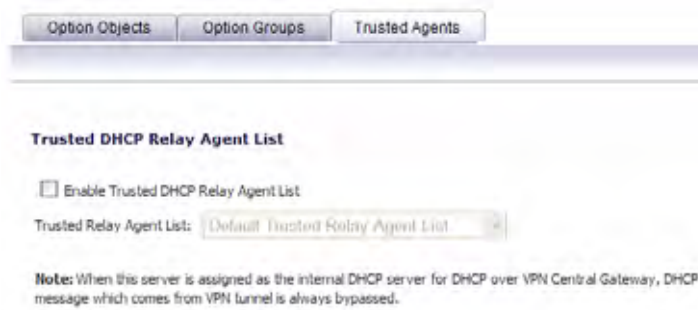 Option Objects
Option Groups
Trusted Agents
Trusted DHCP Relay Agent List
Enable Trusted DHCP Relay Agent List
Trusted Relay Agent List: Default Trusted Relay Agent List
Note: When this server is assigned as the internal DHCP server for DHCP over VPN Central Gateway, DHCP
message which comes from VPN tunnel is always bypassed.